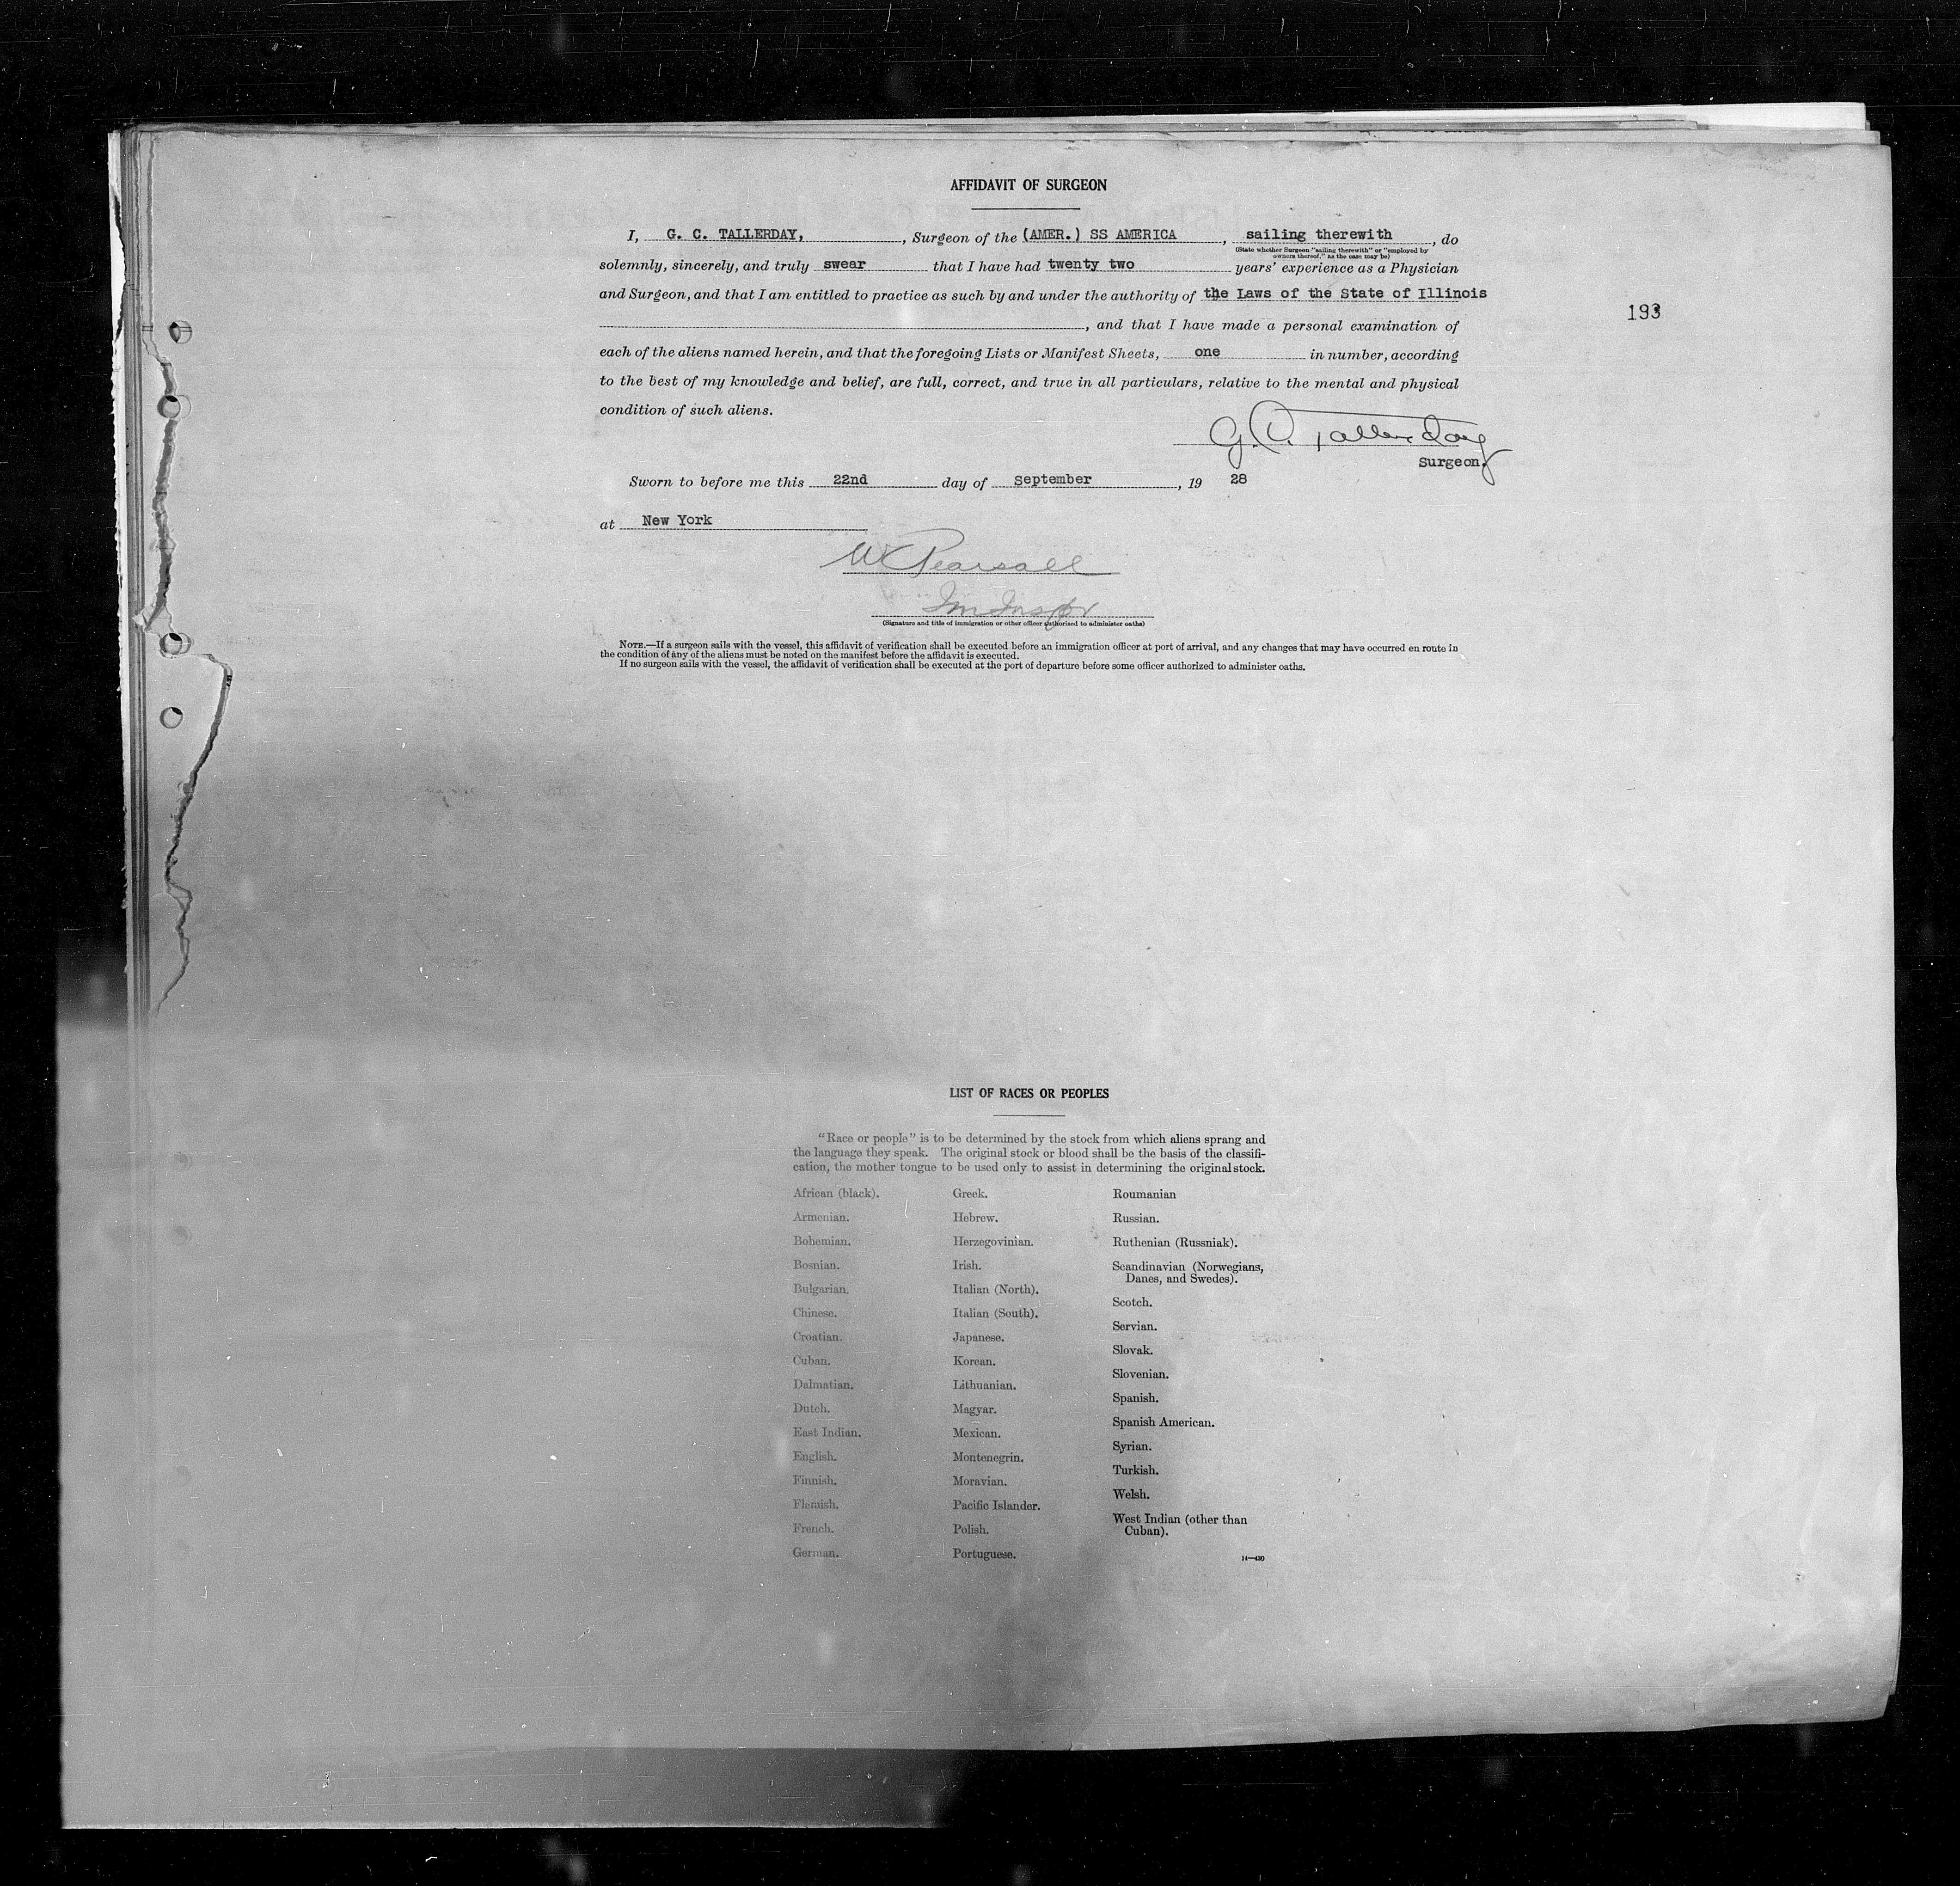 AFFIDAVIT OF SURGEON
I, G. C. TALLERDAY, , Surgeon of the (AMER.) SS AMERICA , sailing therewith , do
(State whether Surgeon "sailing therewith" or "employed by
owners thereof," as the case may be)
solemnly, sincerely, and truly swear that I have had twenty two years' experience as a Physician
and Surgeon, and that I am entitled to practice as such by and under the authority of the Laws of the State of Illinois
193
, and that I have made a personal examination of
each of the aliens named herein, and that the foregoing Lists or Manifest Sheets, one in number, according
to the best of my knowledge and belief, are full, correct, and true in all particulars, relative to the mental and physical
condition of such aliens.
G. C. Tallerday
Surgeon.
Sworn to before me this 22nd day of September , 19 28
at New York
W Pearsall
Im Inspr
(Signature and title of immigration or other officer authorized to administer oaths)
NOTE.—If a surgeon sails with the vessel, this affidavit of verification shall be executed before an immigration officer at port of arrival, and any changes that may have occurred en route in
the condition of any of the aliens must be noted on the manifest before the affidavit is executed.
If no surgeon sails with the vessel, the affidavit of verification shall be executed at the port of departure before some officer authorized to administer oaths.
LIST OF RACES OR PEOPLES
"Race or people" is to be determined by the stock from which aliens sprang and
the language they speak. The original stock or blood shall be the basis of the classifi-
cation, the mother tongue to be used only to assist in determining the original stock.
African (black).
Armenian.
Bohemian.
Bosnian.
Bulgarian.
Chinese.
Croatian.
Cuban.
Dalmatian.
Dutch.
East Indian.
English.
Finnish.
Flemish.
French.
German.
Greek.
Hebrew.
Herzegovinian.
Irish.
Italian (North).
Italian (South).
Japanese.
Korean.
Lithuanian.
Magyar.
Mexican.
Montenegrin.
Moravian.
Pacific Islander.
Polish.
Portuguese.
Roumanian
Russian.
Ruthenian (Russniak).
Scandinavian (Norwegians,
Danes, and Swedes).
Scotch.
Servian.
Slovak.
Slovenian.
Spanish.
Spanish American.
Syrian.
Turkish.
Welsh.
West Indian (other than
Cuban).
14—430